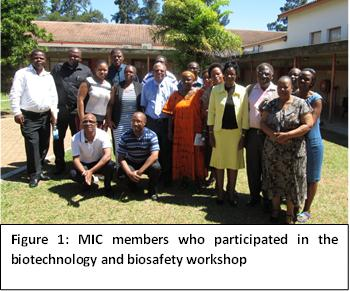 Figure 1: MIC members who participated in the
biotechnology and biosafety workshop